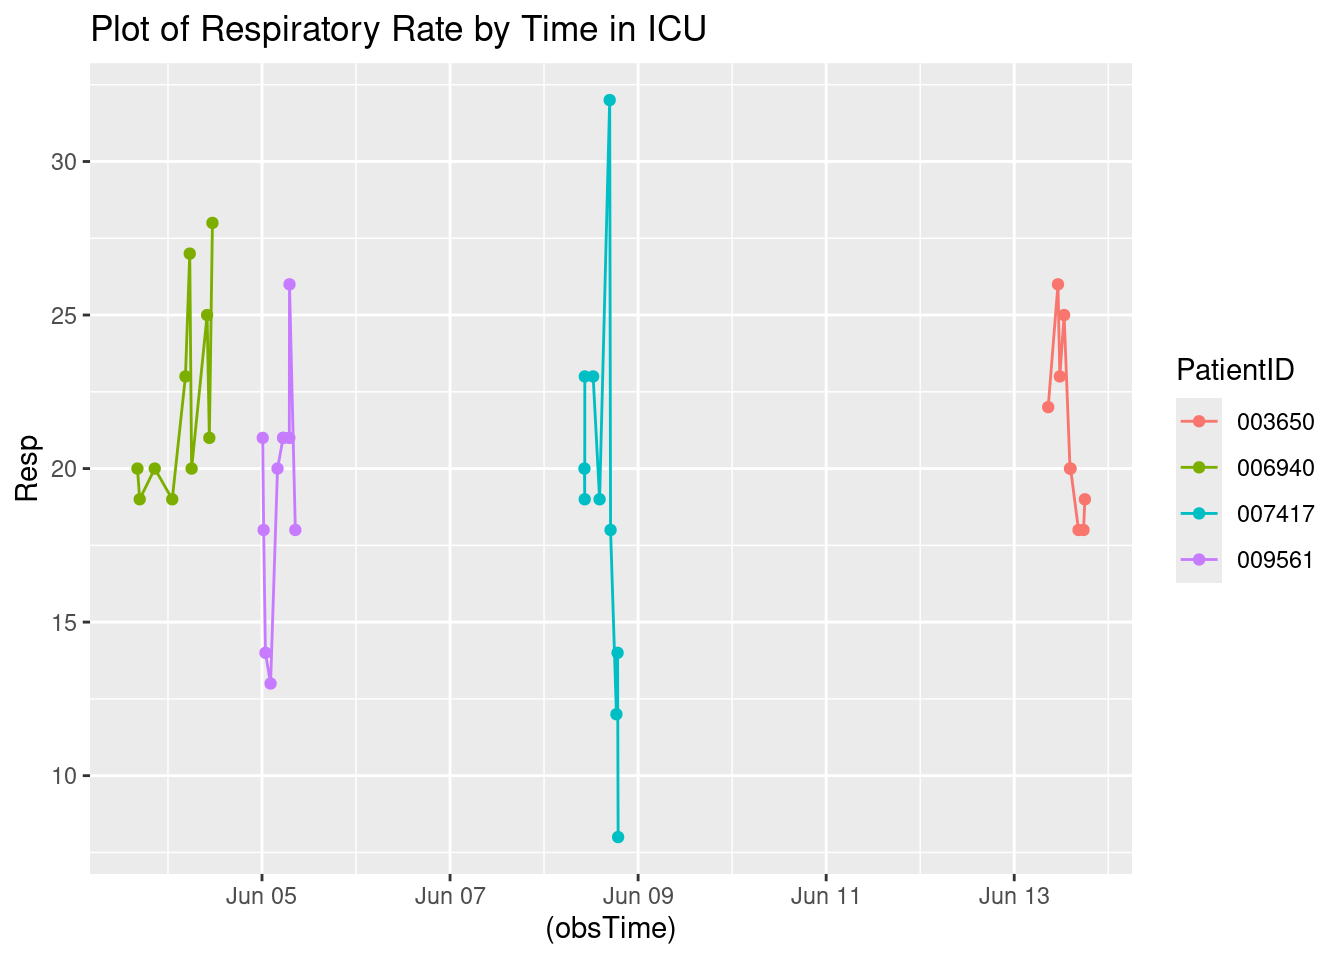 Plot of Respiratory Rate by Time in ICU
30
25
20
15
10
Resp
Jun 05
Jun 07
Jun 09
Jun 11
Jun 13
(obsTime)
PatientID
003650
006940
007417
009561